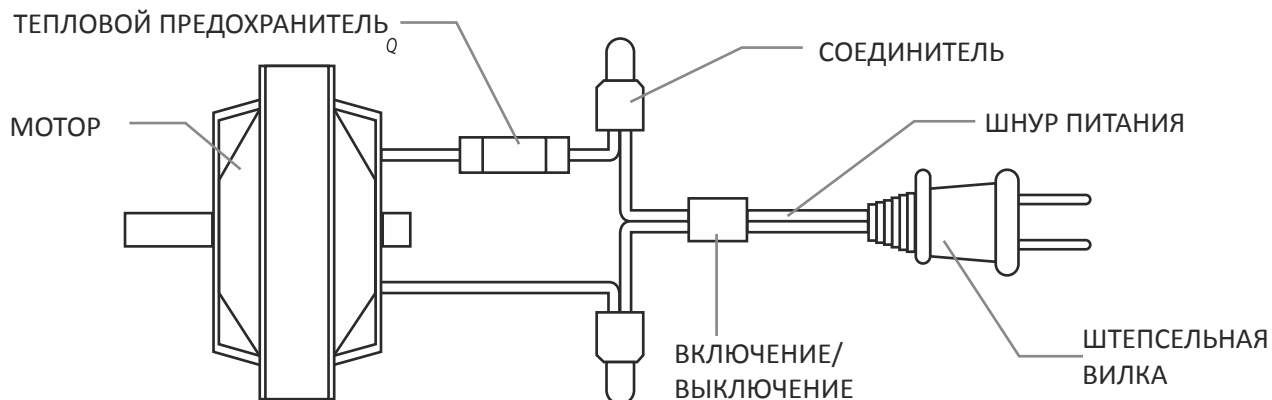 ТЕПЛОВОЙ ПРЕДОХРАНИТЕЛЬ
Q
СОЕДИНИТЕЛЬ
МОТОР
ШНУР ПИТАНИЯ
ВКЛЮЧЕНИЕ/
ВЫКЛЮЧЕНИЕ
ШТЕПСЕЛЬНАЯ
ВИЛКА